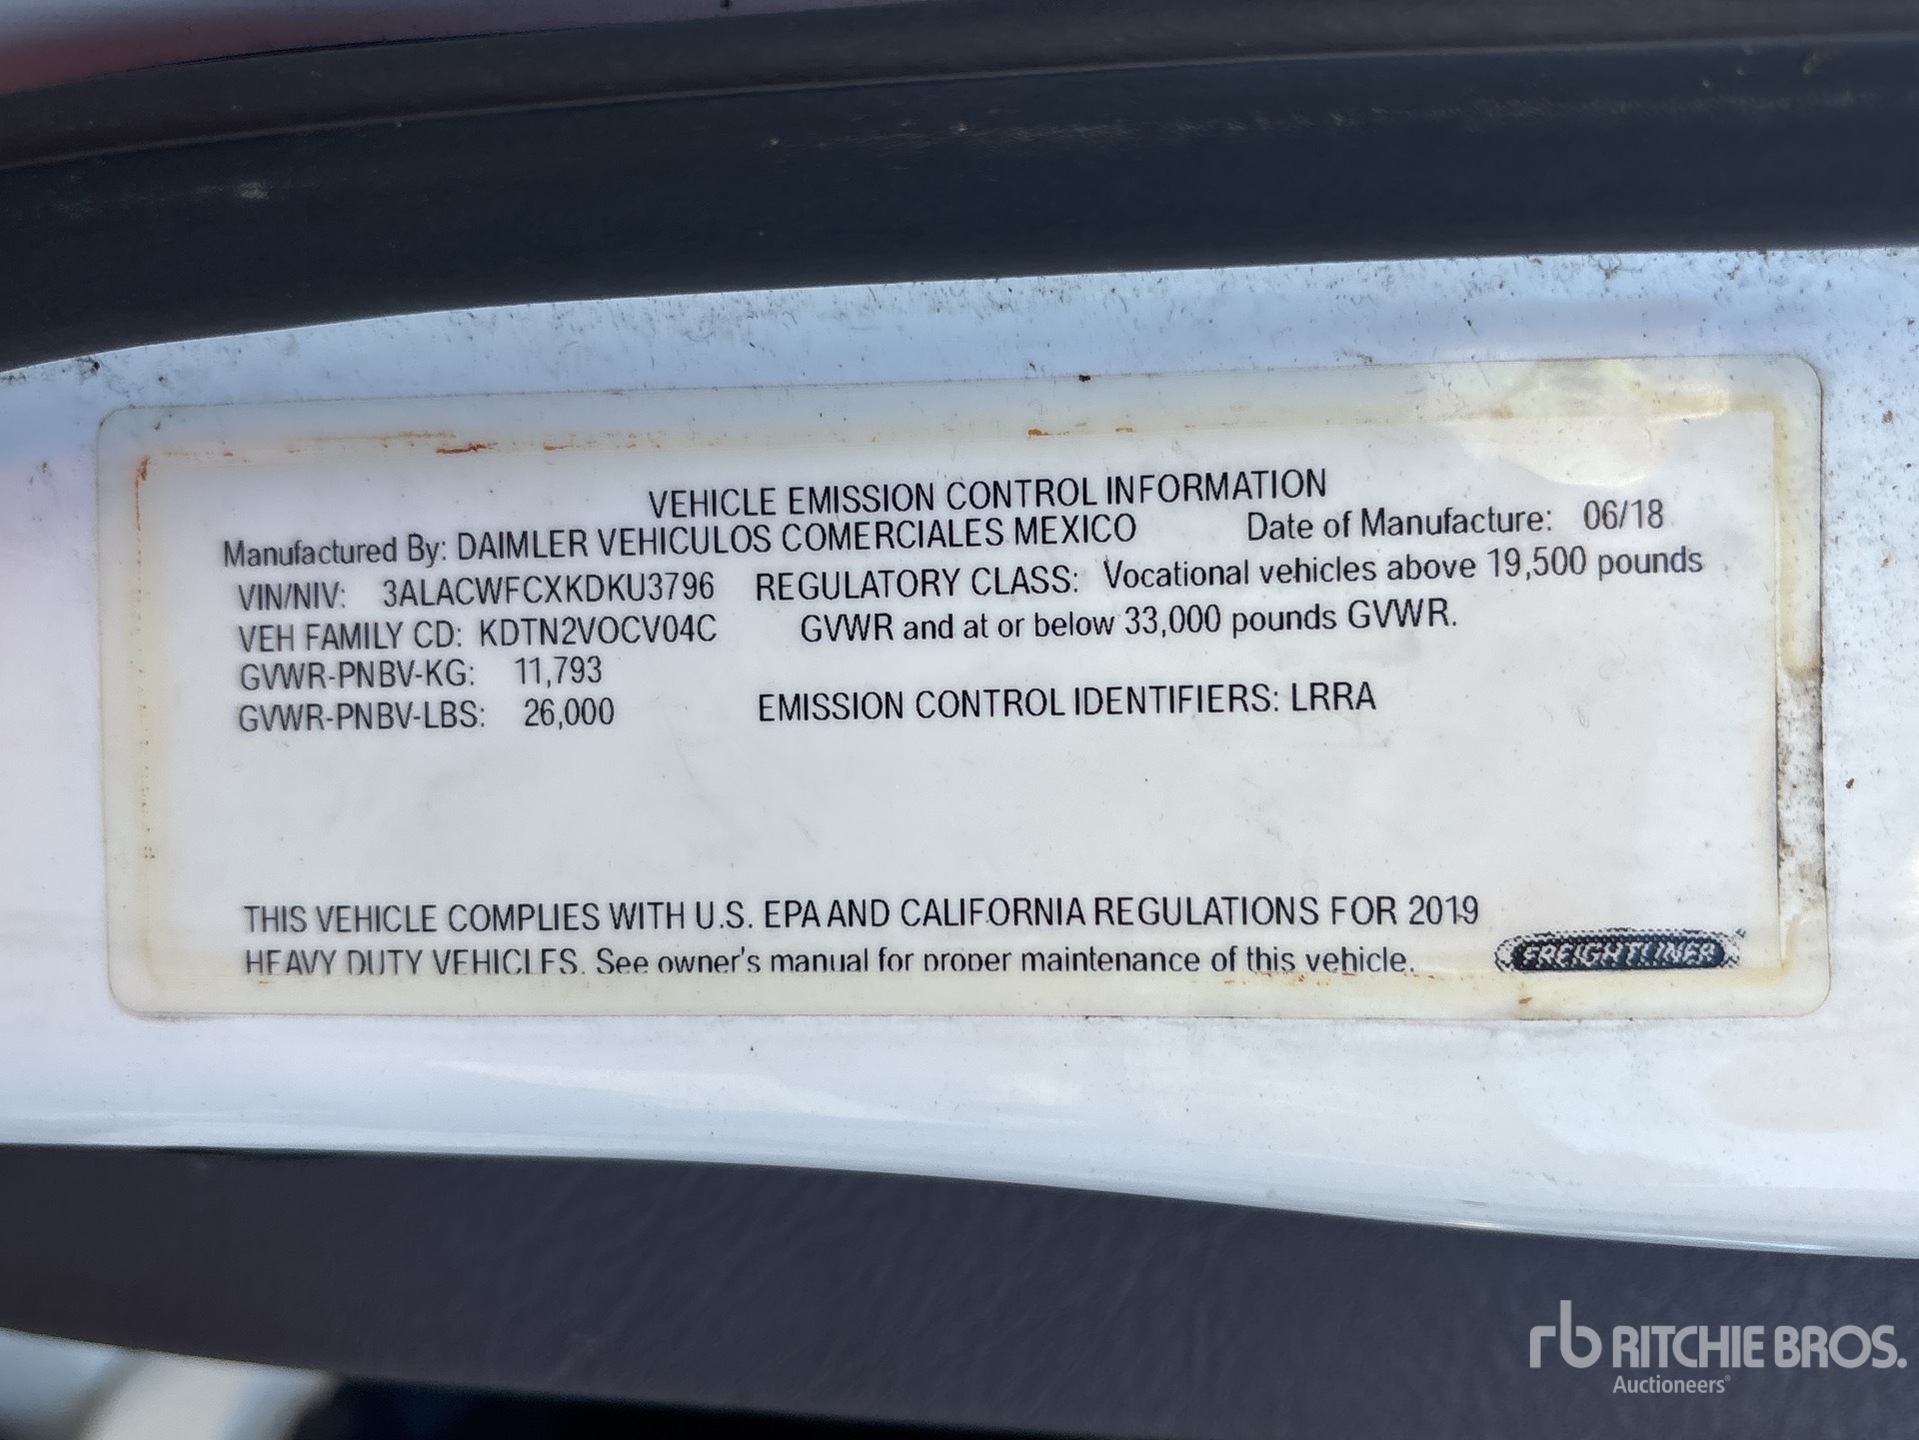 VEHICLE EMISSION CONTROL INFORMATION
Manufactured By: DAIMLER VEHICULOS COMERCIALES MEXICO Date of Manufacture: 06/18
VIN/NIV: 3ALACWFCXKDKU3796 REGULATORY CLASS: Vocational vehicles above 19,500 pounds
VEH FAMILY CD: KDTN2VOCV04C GVWR and at or below 33,000 pounds GVWR.
GVWR-PNBV-KG: 11,793
GVWR-PNBV-LBS: 26,000 EMISSION CONTROL IDENTIFIERS: LRRA
THIS VEHICLE COMPLIES WITH U.S. EPA AND CALIFORNIA REGULATIONS FOR 2019
HEAVY DUTY VEHICLES. See owner's manual for proper maintenance of this vehicle.
FREIGHTLINER
rb RITCHIE BROS.
Auctioneers®